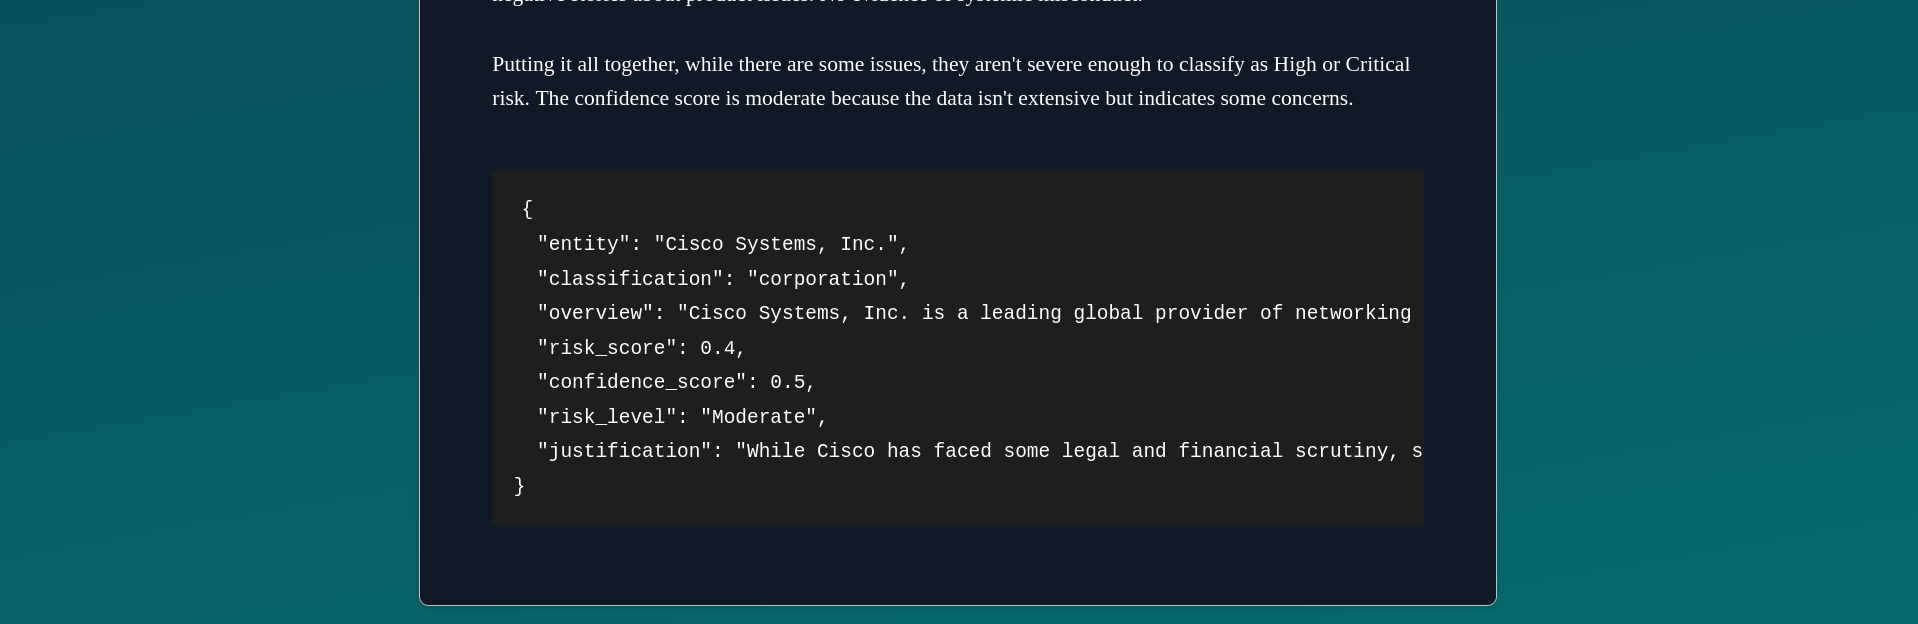 Putting it all together, while there are some issues, they aren't severe enough to classify as High or Critical
risk. The confidence score is moderate because the data isn't extensive but indicates some concerns.
{
"entity": "Cisco Systems, Inc.",
"classification": "corporation",
"overview": "Cisco Systems, Inc. is a leading global provider of networking
"risk_score": 0.4,
"confidence_score": 0.5,
"risk_level": "Moderate",
"justification": "While Cisco has faced some legal and financial scrutiny, s
}